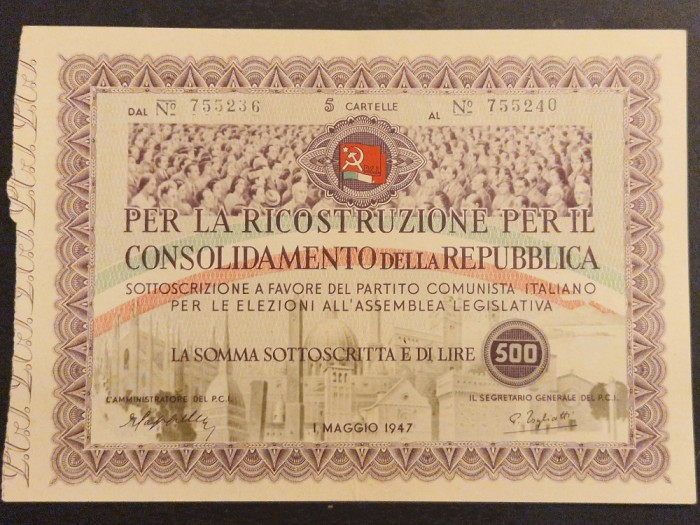 DAL Nº 755236 5 CARTELLE AL Nº 755240
P.C.I.
PER LA RICOSTRUZIONE PER IL
CONSOLIDAMENTO DELLA REPUBBLICA
SOTTOSCRIZIONE A FAVORE DEL PARTITO COMUNISTA ITALIANO
PER LE ELEZIONI ALL'ASSEMBLEA LEGISLATIVA
LA SOMMA SOTTOSCRITTA E DI LIRE 500
L'AMMINISTRATORE DEL P.C.I. IL SEGRETARIO GENERALE DEL P.C.I.
P. Togliatti
1 MAGGIO 1947